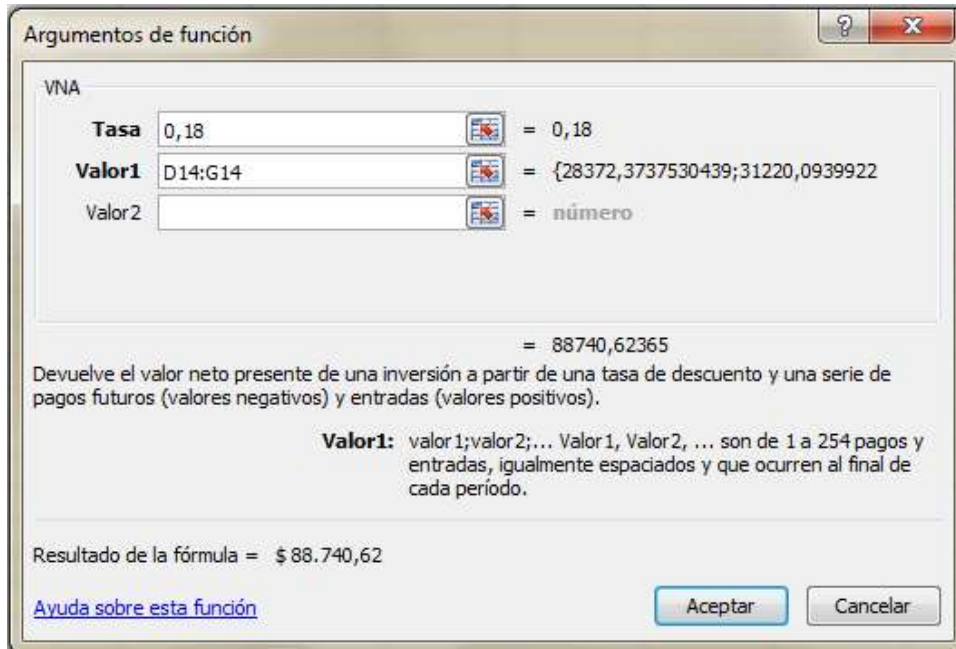 Argumentos de función
VNA
Tasa 0,18 = 0,18
Valor1 D14:G14 = {28372,3737530439;31220,0939922
Valor2 = número
= 88740,62365
Devuelve el valor neto presente de una inversión a partir de una tasa de descuento y una serie de
pagos futuros (valores negativos) y entradas (valores positivos).
Valor1: valor1;valor2;... Valor1, Valor2, ... son de 1 a 254 pagos y
entradas, igualmente espaciados y que ocurren al final de
cada período.
Resultado de la fórmula = $ 88.740,62
Ayuda sobre esta función Aceptar Cancelar